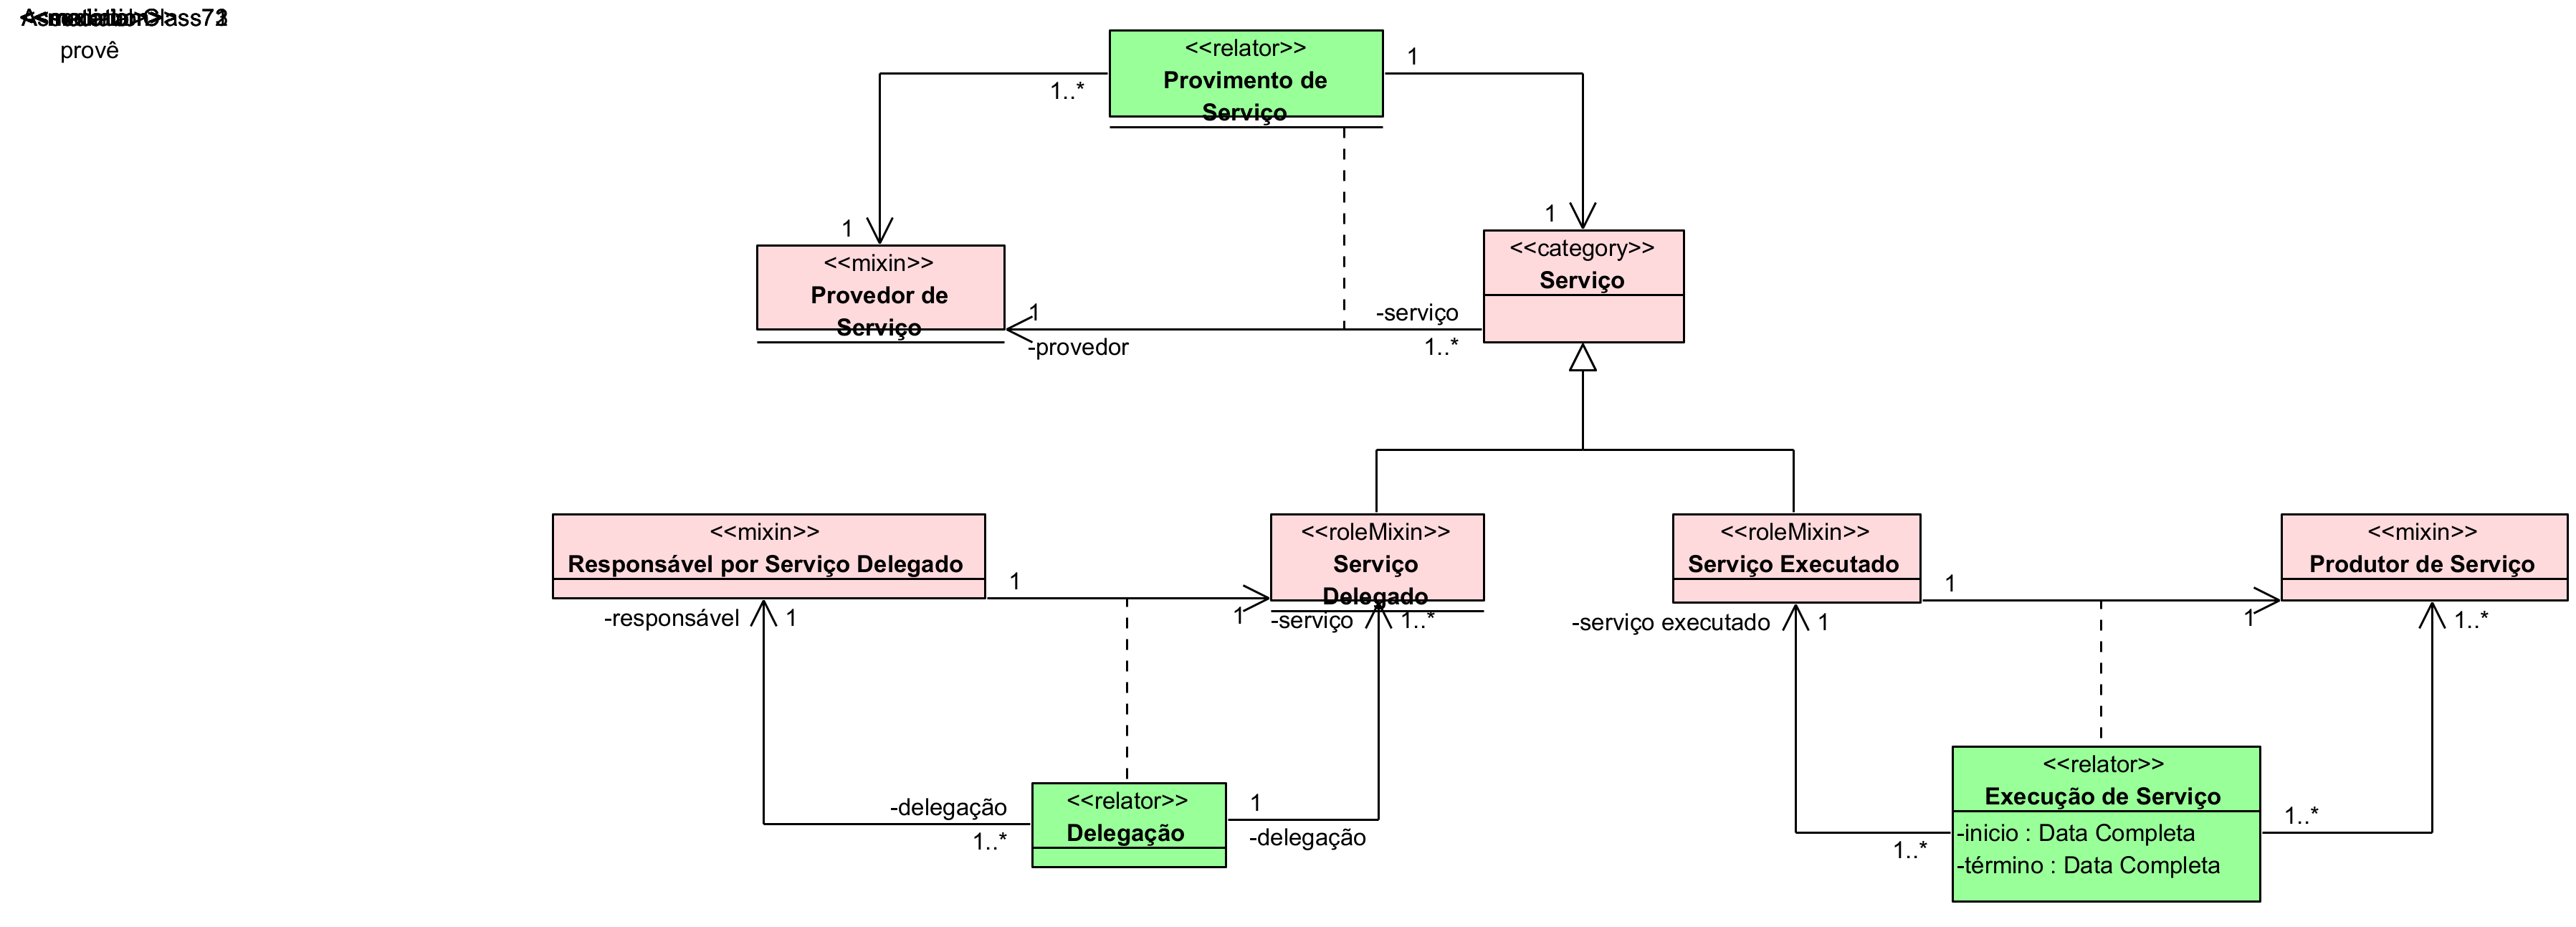 provê
<<relator>>
Provimento de
Serviço
1..*
1
1
1
<<mixin>>
Provedor de
Serviço
<<category>>
Serviço
1
-provedor
-serviço
1..*
<<mixin>>
Responsável por Serviço Delegado
<<roleMixin>>
Serviço
Delegado
<<roleMixin>>
Serviço Executado
<<mixin>>
Produtor de Serviço
1
1
-responsável
1
-serviço
1..*
1
1
-serviço executado
1
1..*
<<relator>>
Delegação
-delegação
1..*
1
-delegação
<<relator>>
Execução de Serviço
-inicio : Data Completa
-término : Data Completa
1..*
1..*